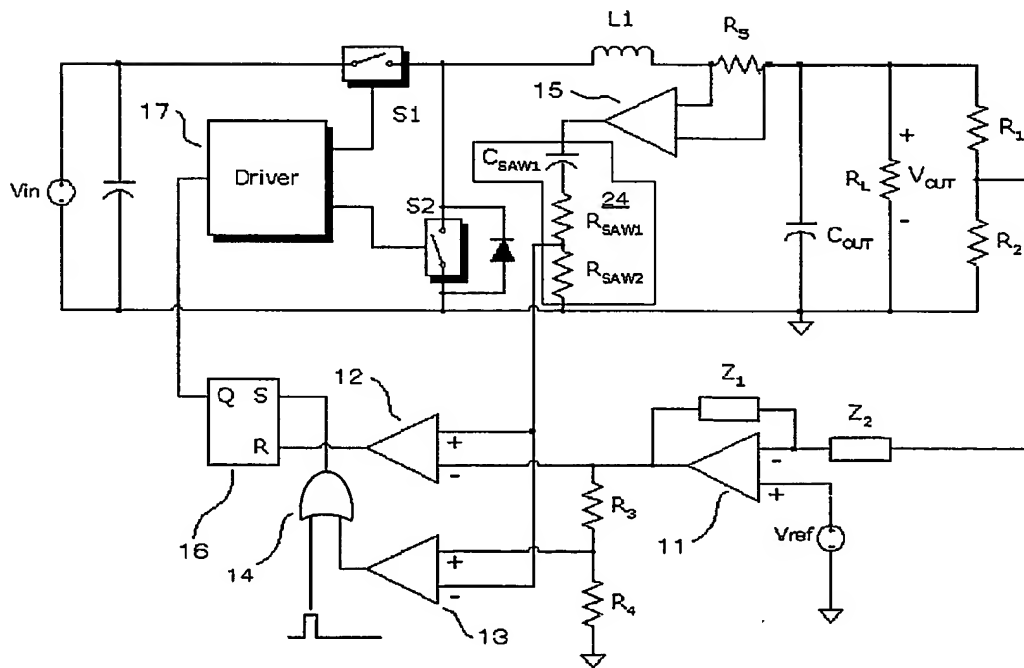 L1
R5
15
17
S1
CSAW1
+
R1
Driver
Vin
24
RL
VOUT
S2
RSAW1
-
COUT
R2
RSAW2
Z1
12
Z2
Q S
+
R
-
-
R3
+
11
16
14
Vref
+
-
R4
13